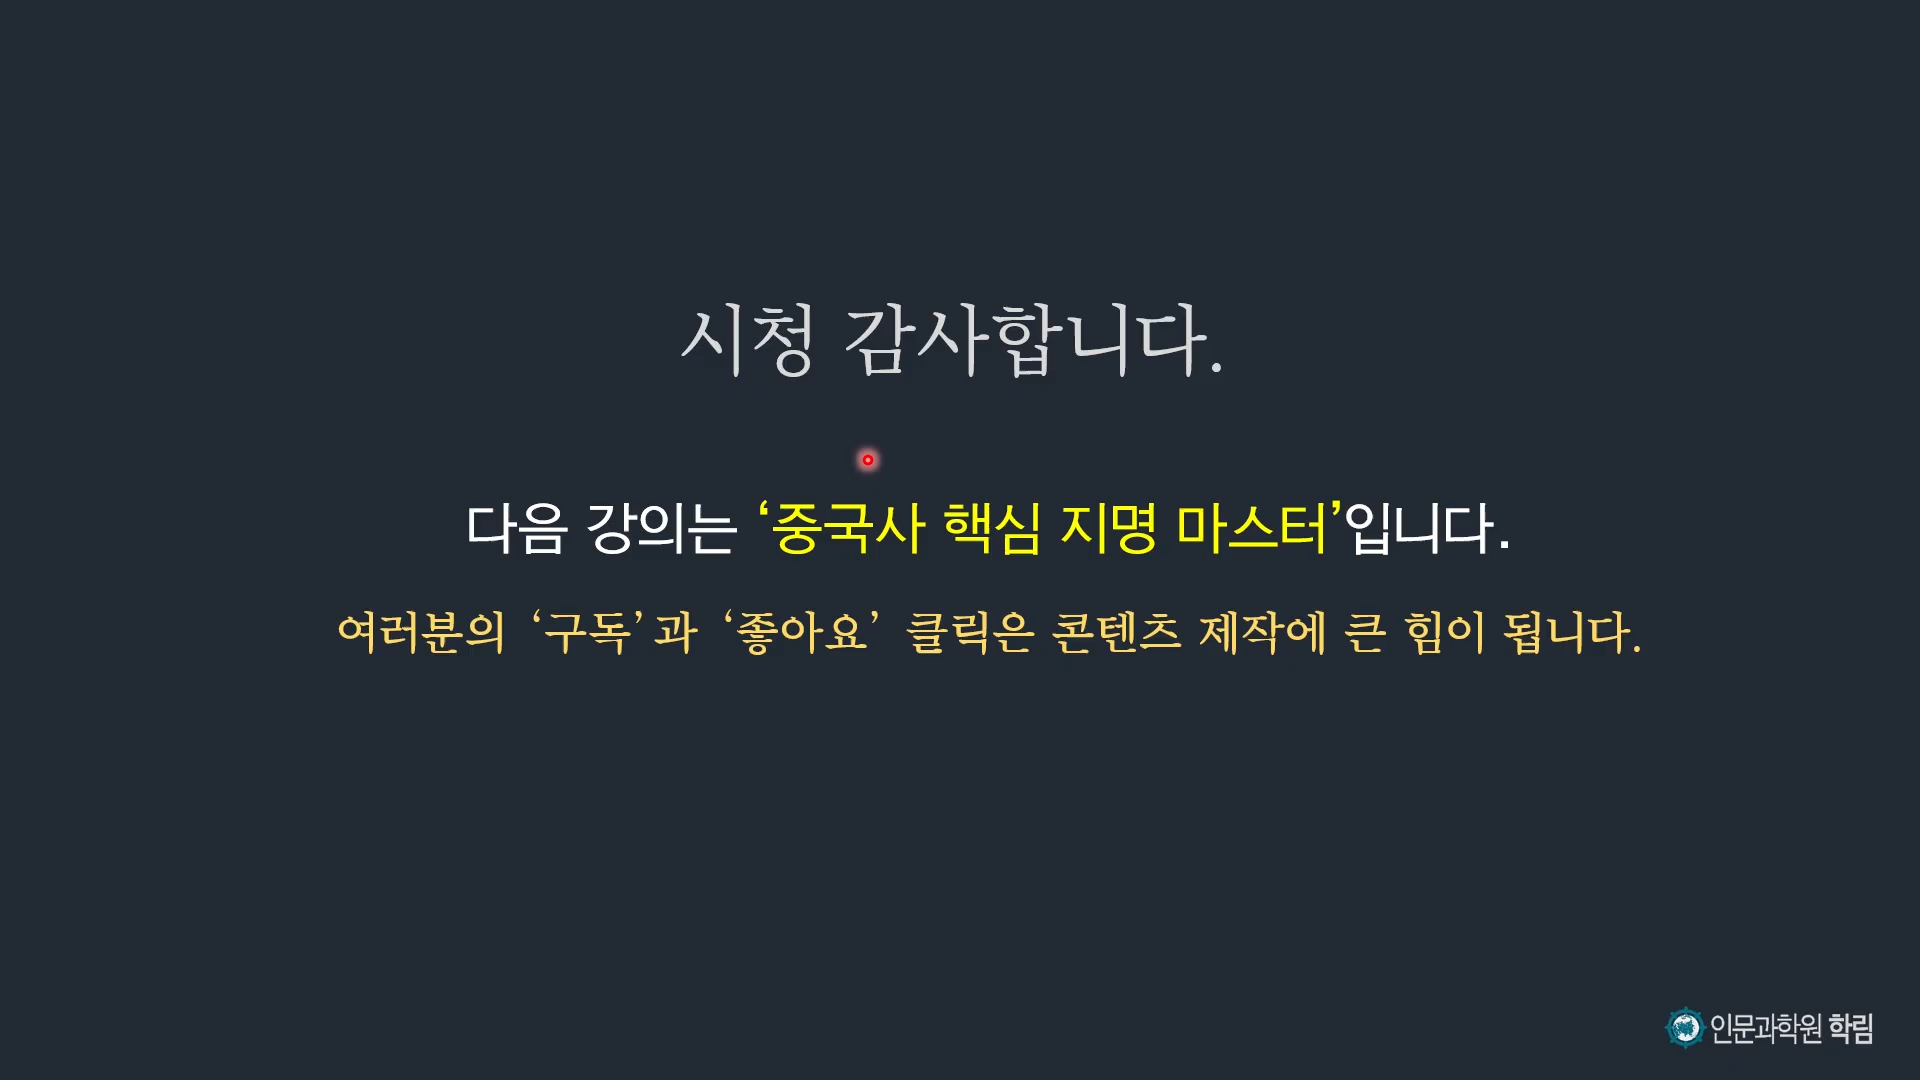 시청 감사합니다.
다음 강의는 ‘중국사 핵심 지명 마스터’입니다.
여러분의 ‘구독’과 ‘좋아요’ 클릭은 콘텐츠 제작에 큰 힘이 됩니다.
인문과학원 학림